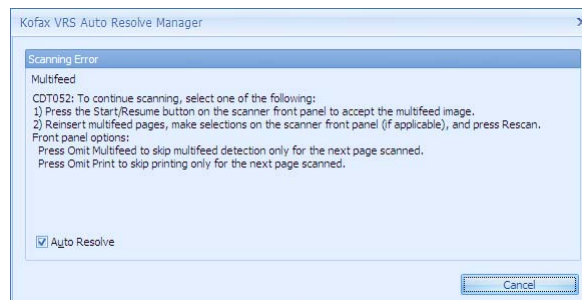 Kofax VRS Auto Resolve Manager
Scanning Error
Multifeed
CDT052: To continue scanning, select one of the following:
1) Press the Start/Resume button on the scanner front panel to accept the multifeed image.
2) Reinsert multifeed pages, make selections on the scanner front panel (if applicable), and press Rescan.
Front panel options:
Press Omit Multifeed to skip multifeed detection only for the next page scanned.
Press Omit Print to skip printing only for the next page scanned.
Auto Resolve
Cancel